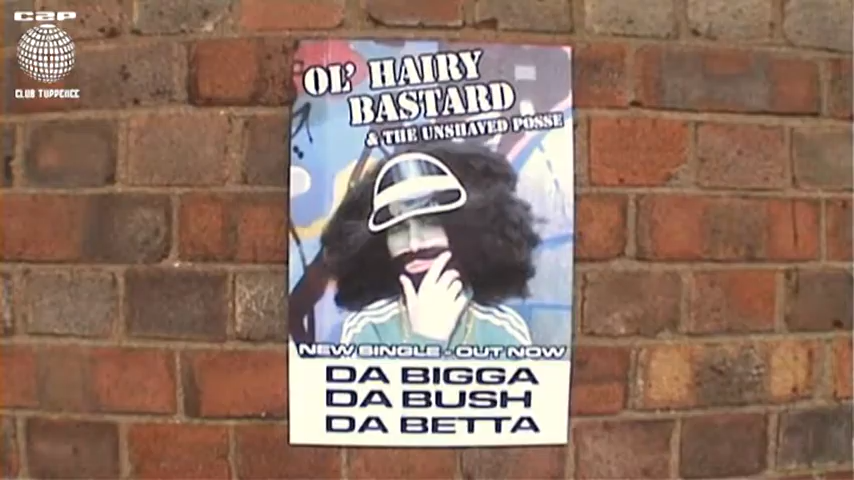 C2P
CLUB TUPPENCE
OL' HAIRY
BASTARD
& THE UNSHAVED POSSE
NEW SINGLE - OUT NOW
DA BIGGA
DA BUSH
DA BETTA